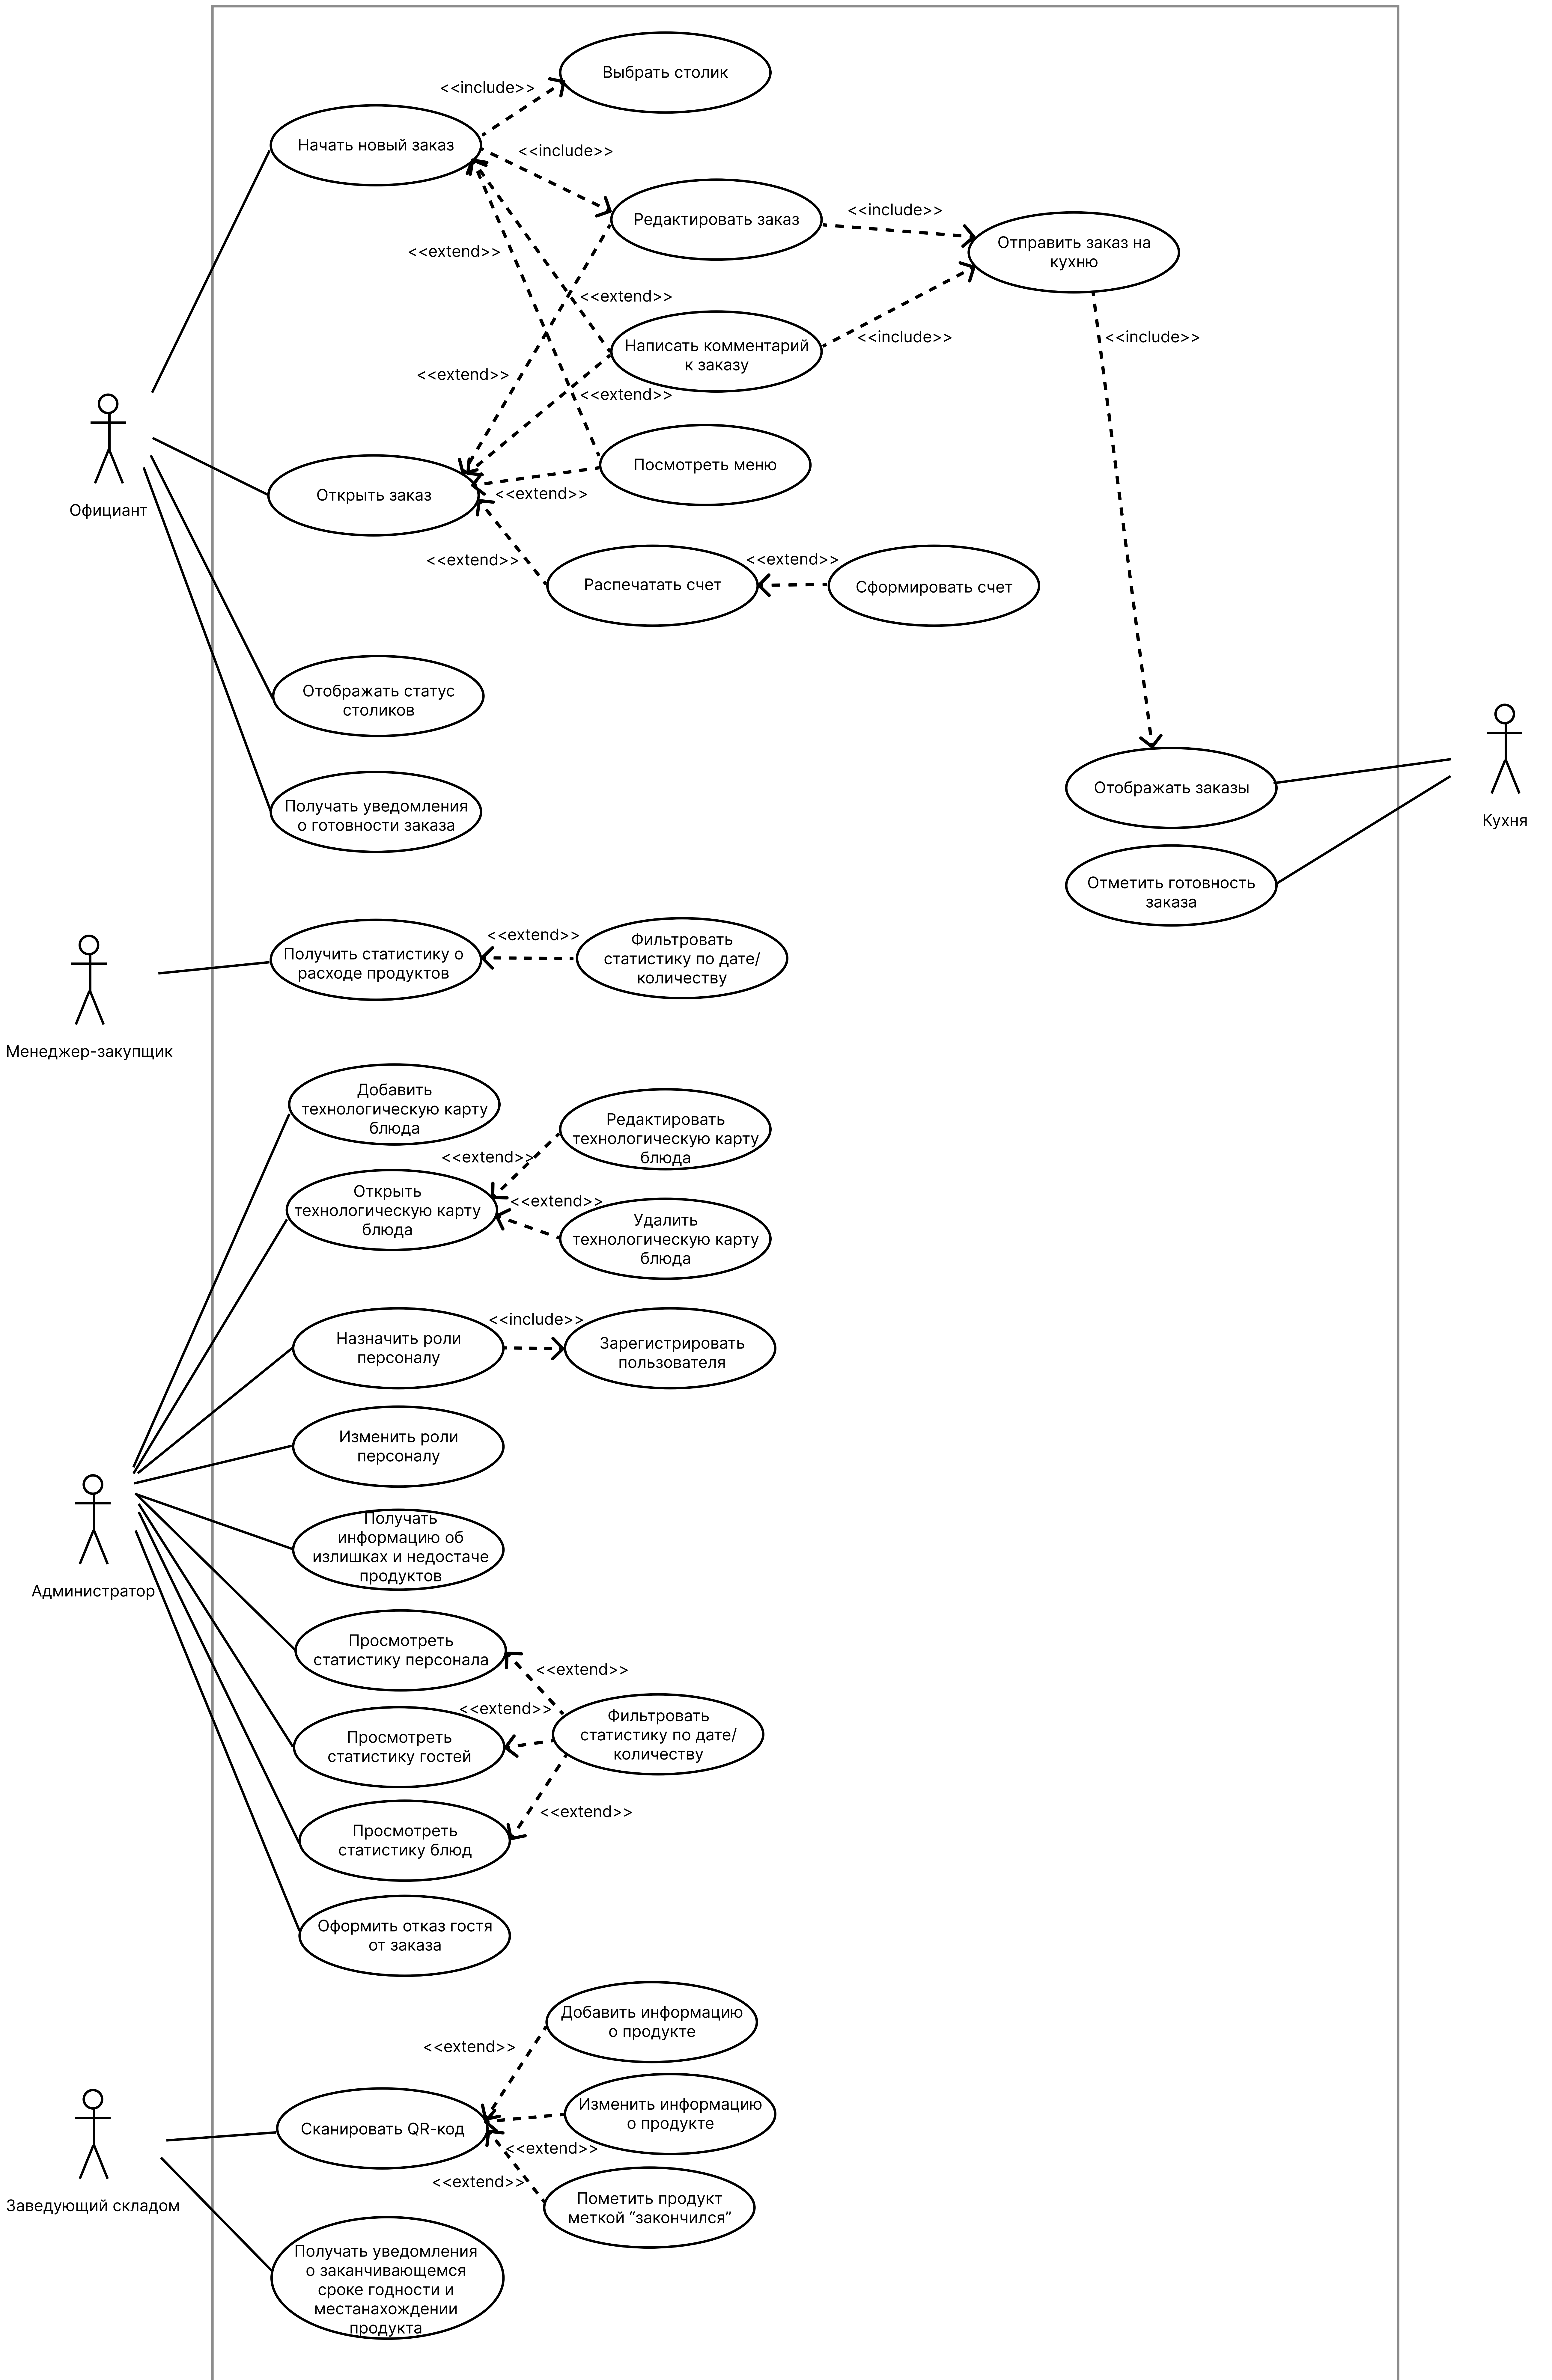 Выбрать столик
<<include>>
Начать новый заказ
<<include>>
Редактировать заказ
<<include>>
Отправить заказ на
кухню
<<extend>>
<<extend>>
<<include>>
<<include>>
Написать комментарий
к заказу
<<extend>>
<<extend>>
Посмотреть меню
Открыть заказ
<<extend>>
Официант
<<extend>>
<<extend>>
Распечатать счет
Сформировать счет
Отображать статус
столиков
Получать уведомления
о готовности заказа
Отображать заказы
Кухня
Отметить готовность
заказа
<<extend>>
Получить статистику о
расходе продуктов
Фильтровать
статистику по дате/
количеству
Менеджер-закупщик
Добавить
технологическую карту
блюда
Редактировать
технологическую карту
блюда
<<extend>>
Открыть
технологическую карту
блюда
<<extend>>
Удалить
технологическую карту
блюда
<<include>>
Назначить роли
персоналу
Зарегистрировать
пользователя
Изменить роли
персоналу
Получать
информацию об
излишках и недостаче
продуктов
Администратор
Просмотреть
статистику персонала
<<extend>>
<<extend>>
Фильтровать
статистику по дате/
количеству
Просмотреть
статистику гостей
<<extend>>
Просмотреть
статистику блюд
Оформить отказ гостя
от заказа
Добавить информацию
о продукте
<<extend>>
Изменить информацию
о продукте
Сканировать QR-код
<<extend>>
<<extend>>
Заведующий складом
Пометить продукт
меткой “закончился”
Получать уведомления
о заканчивающемся
сроке годности и
местанахождении
продукта